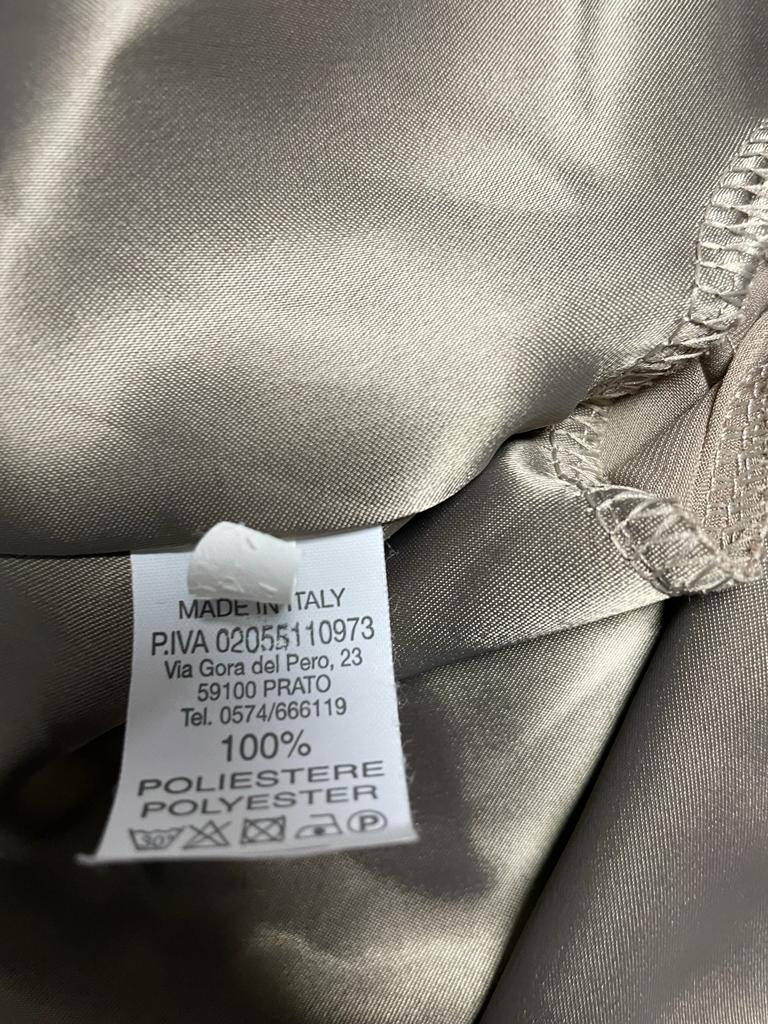 MADE IN ITALY
P.IVA 02055110973
Via Gora del Pero, 23
59100 PRATO
Tel. 0574/666119
100%
POLIESTERE
POLYESTER
30° P